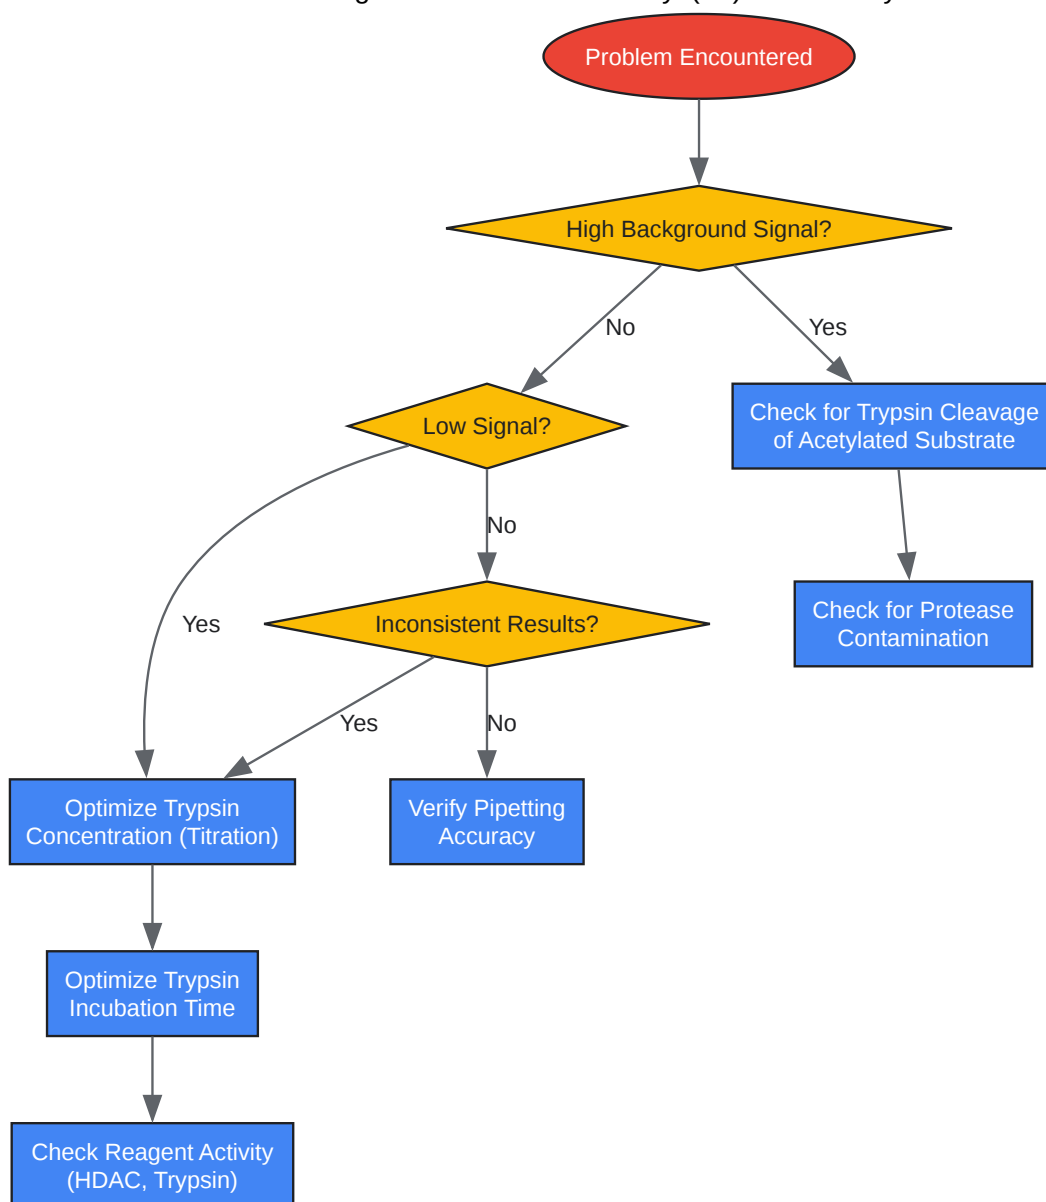 Problem Encountered
High Background Signal?
No
Yes
Low Signal?
Check for Trypsin Cleavage
of Acetylated Substrate
No
Yes
Inconsistent Results?
Check for Protease
Contamination
Yes
No
Optimize Trypsin
Concentration (Titration)
Verify Pipetting
Accuracy
Optimize Trypsin
Incubation Time
Check Reagent Activity
(HDAC, Trypsin)